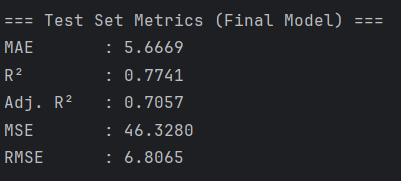 === Test Set Metrics (Final Model) ===
MAE       : 5.6669
R²        : 0.7741
Adj. R²   : 0.7057
MSE       : 46.3280
RMSE      : 6.8065